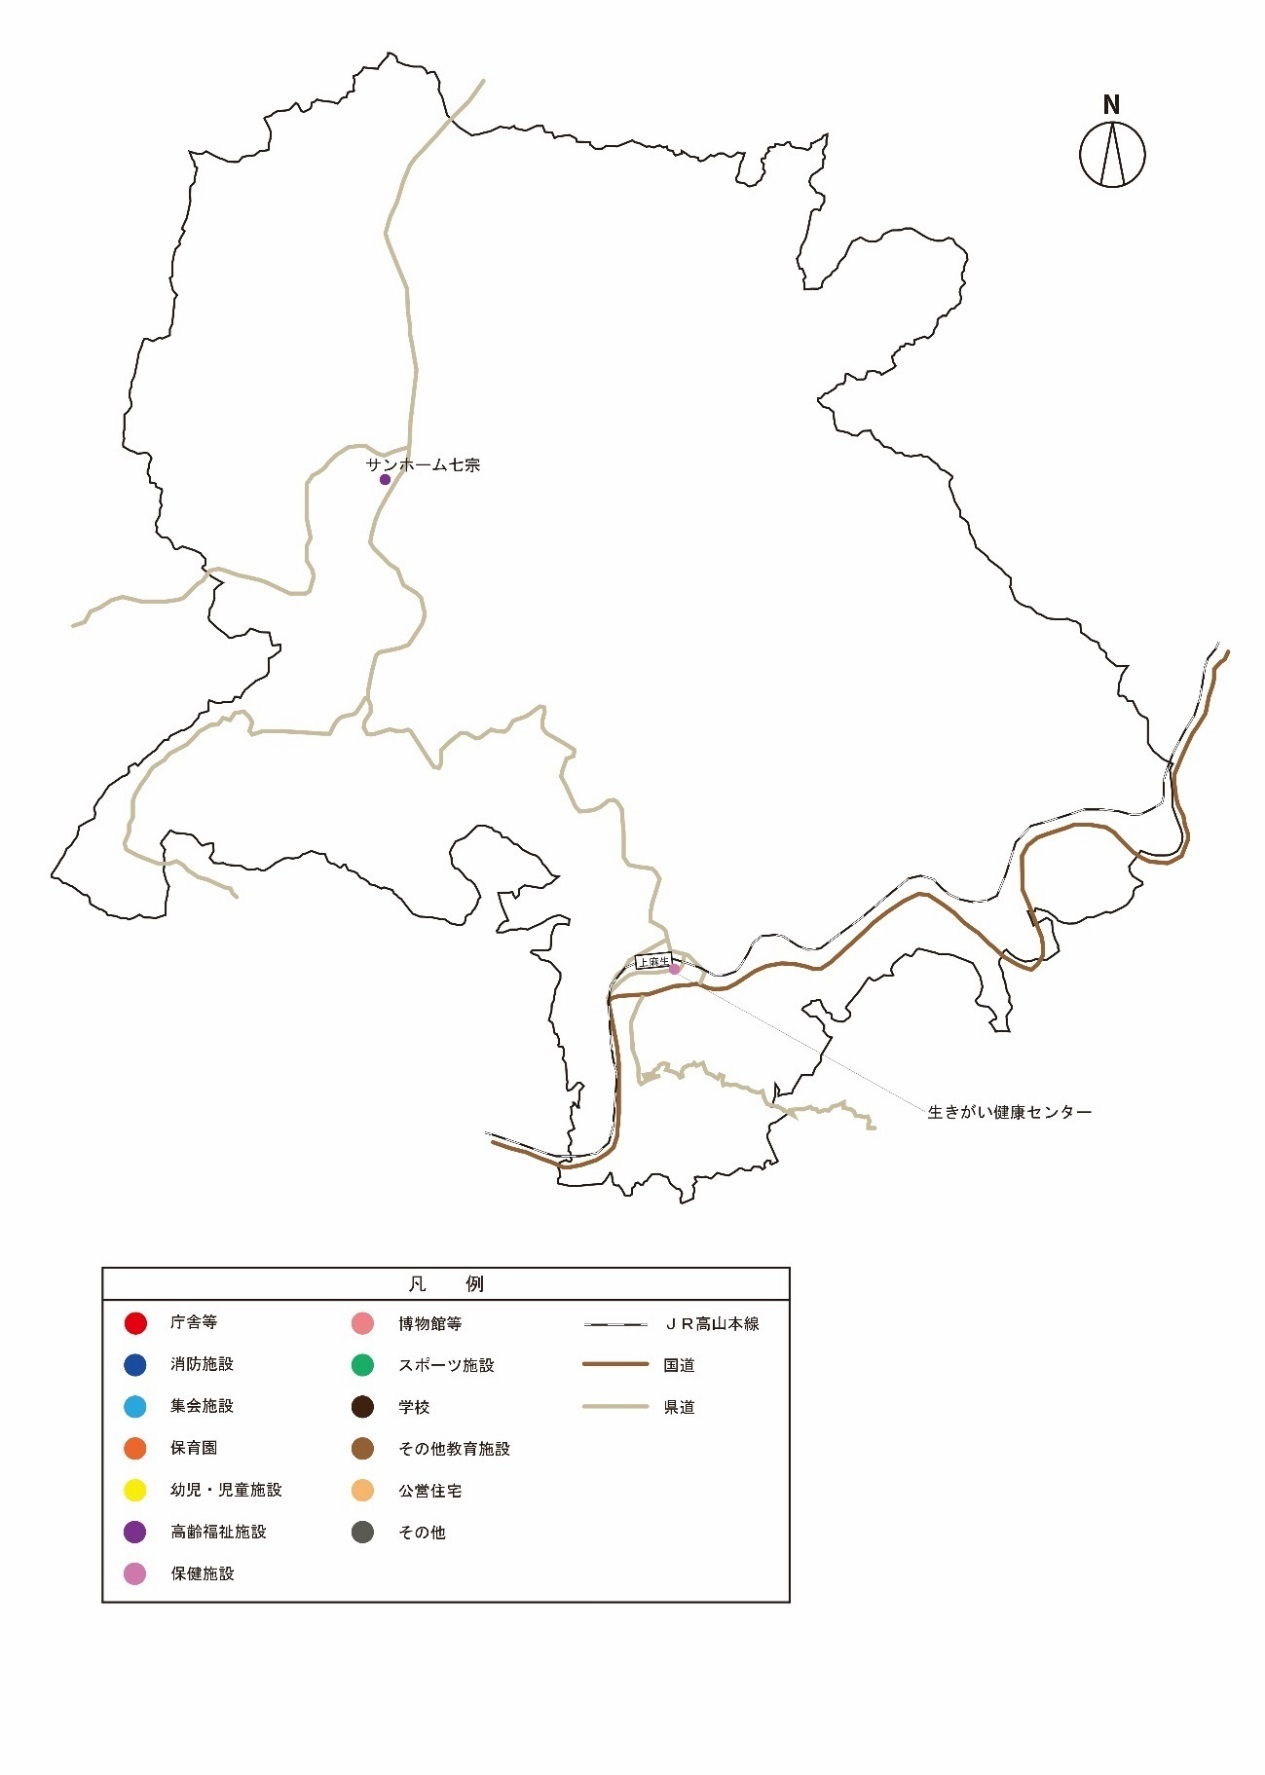 N
サンホーム七宗
上麻生
生きがい健康センター
凡　例
庁舎等
消防施設
集会施設
保育園
幼児・児童施設
高齢福祉施設
保健施設
博物館等
スポーツ施設
学校
その他教育施設
公営住宅
その他
ＪＲ高山本線
国道
県道